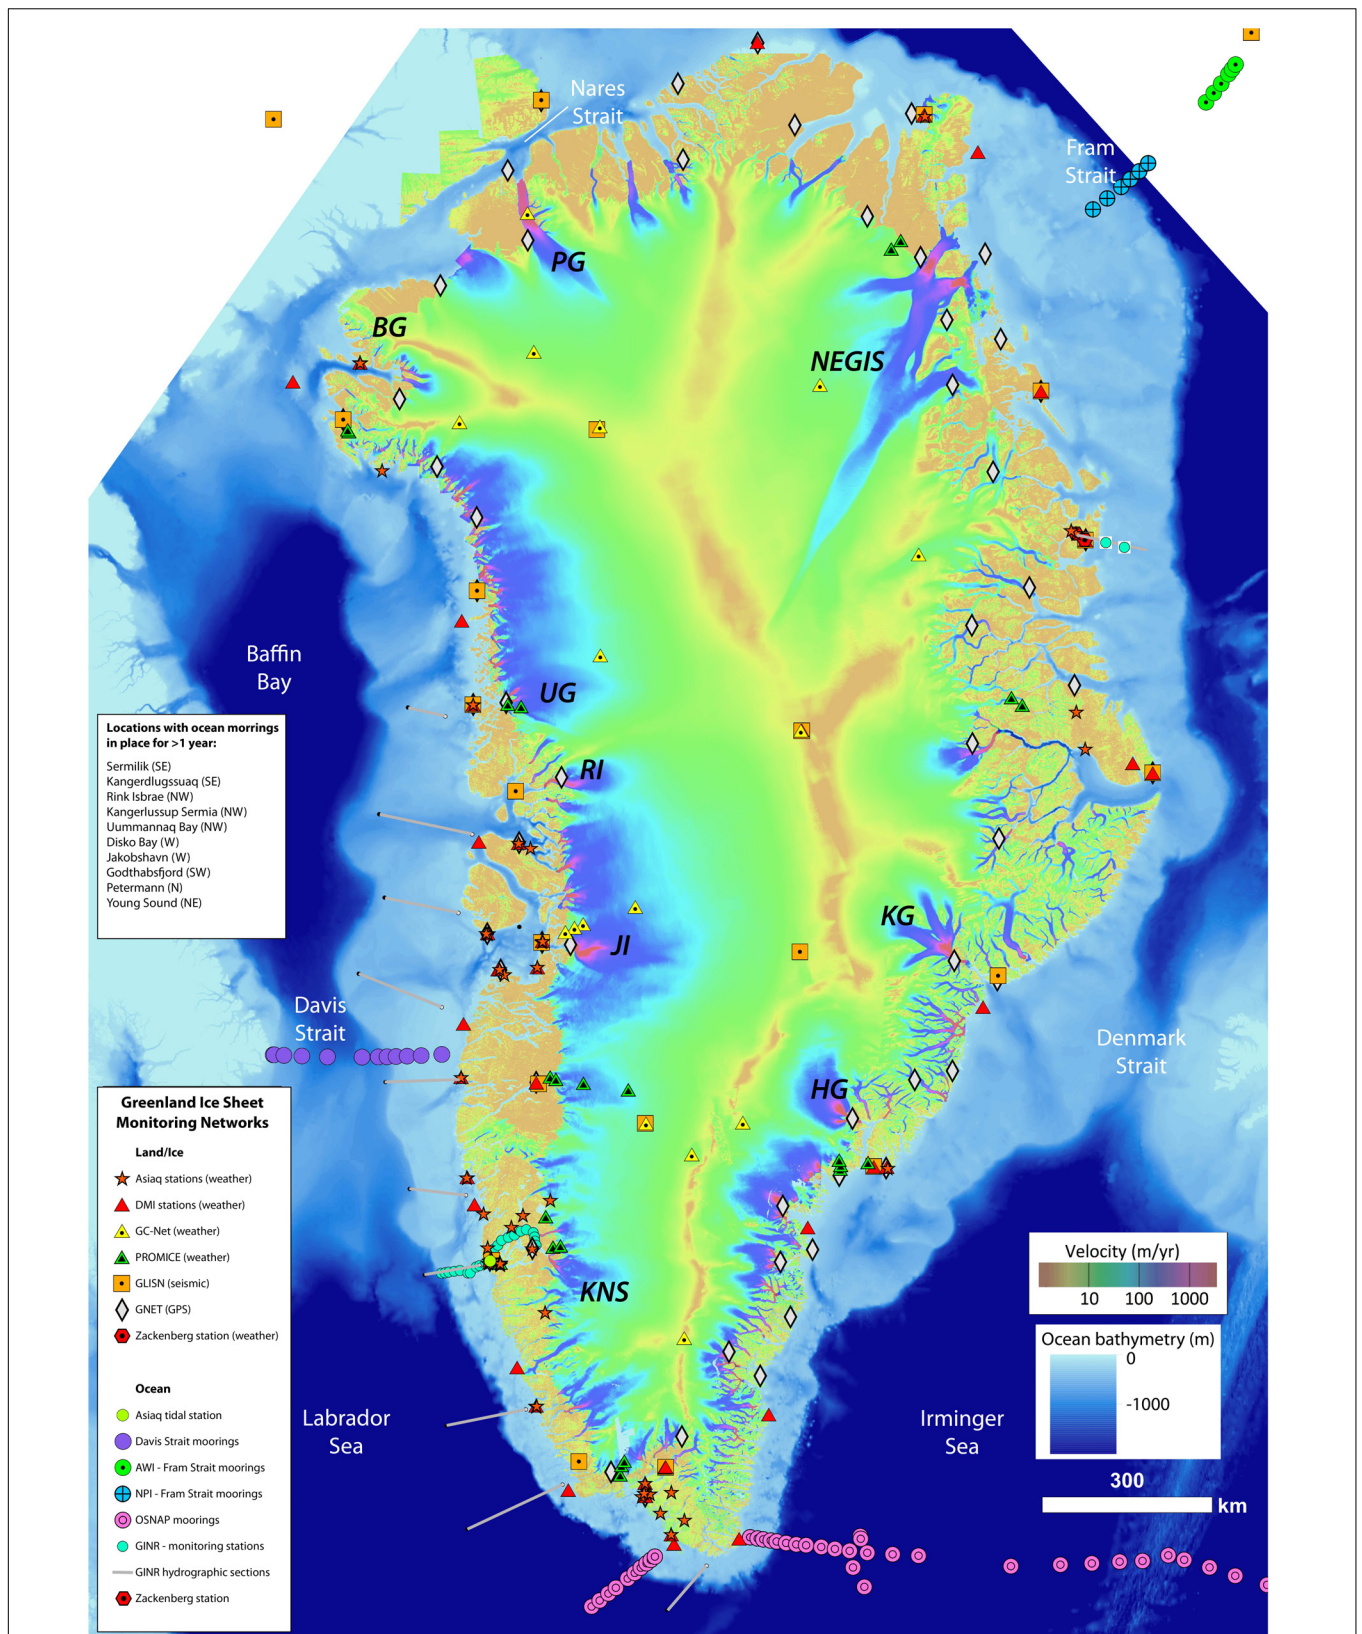 Nares
Strait
Fram
Strait
PG
BG
NEGIS
Baffin
Bay
UG
Locations with ocean morrings
in place for >1 year:
Sermilik (SE)
Kangerdlugssuaq (SE)
Rink Isbrae (NW)
Kangerlussup Sermia (NW)
Uummannaq Bay (NW)
Disko Bay (W)
Jakobshavn (W)
Godthabsfjord (SW)
Petermann (N)
Young Sound (NE)
RI
KG
JI
Davis
Strait
Denmark
Strait
HG
Greenland Ice Sheet
Monitoring Networks
Land/Ice
Asiaq stations (weather)
DMI stations (weather)
GC-Net (weather)
PROMICE (weather)
GLISN (seismic)
GNET (GPS)
Zackenberg station (weather)
Ocean
Asiaq tidal station
Davis Strait moorings
AWI - Fram Strait moorings
NPI - Fram Strait moorings
OSNAP moorings
GINR - monitoring stations
GINR hydrographic sections
Zackenberg station
KNS
Velocity (m/yr)
10 100 1000
Ocean bathymetry (m)
0
-1000
Labrador
Sea
Irminger
Sea
300
km